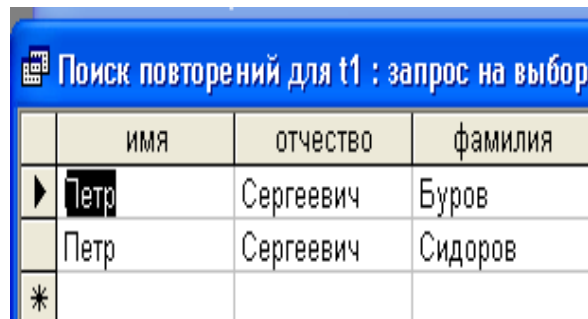 Поиск повторений для t1 : запрос на выбор
имя отчество фамилия
Петр Сергеевич Буров
Петр Сергеевич Сидоров